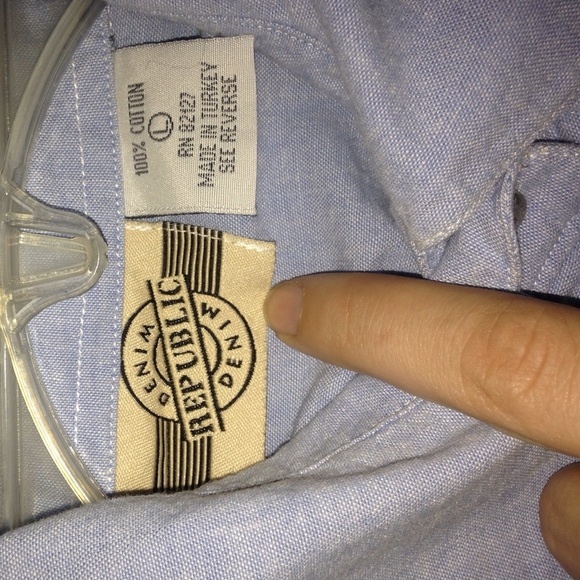 100% COTTON
L
RN 82127
MADE IN TURKEY
SEE REVERSE
DENIM
REPUBLIC
DENIM